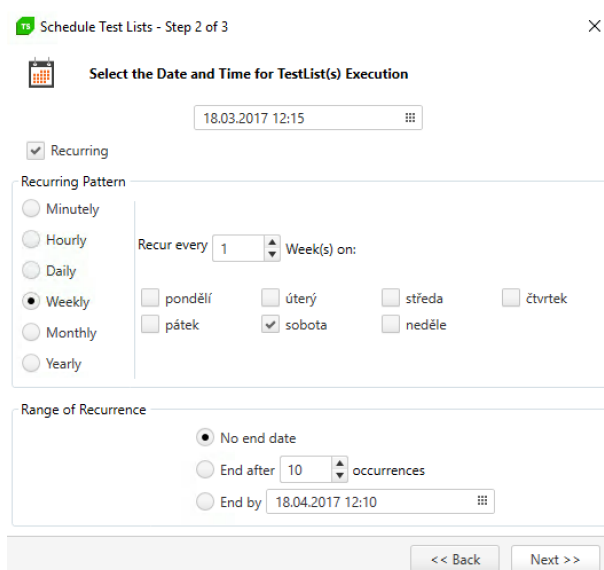 TS Schedule Test Lists - Step 2 of 3
Select the Date and Time for TestList(s) Execution
18.03.2017 12:15
Recurring
Recurring Pattern
Minutely
Hourly
Daily
Weekly
Monthly
Yearly
Recur every 1 Week(s) on:
pondělí úterý středa čtvrtek
pátek sobota neděle
Range of Recurrence
No end date
End after 10 occurrences
End by 18.04.2017 12:10
<< Back Next >>